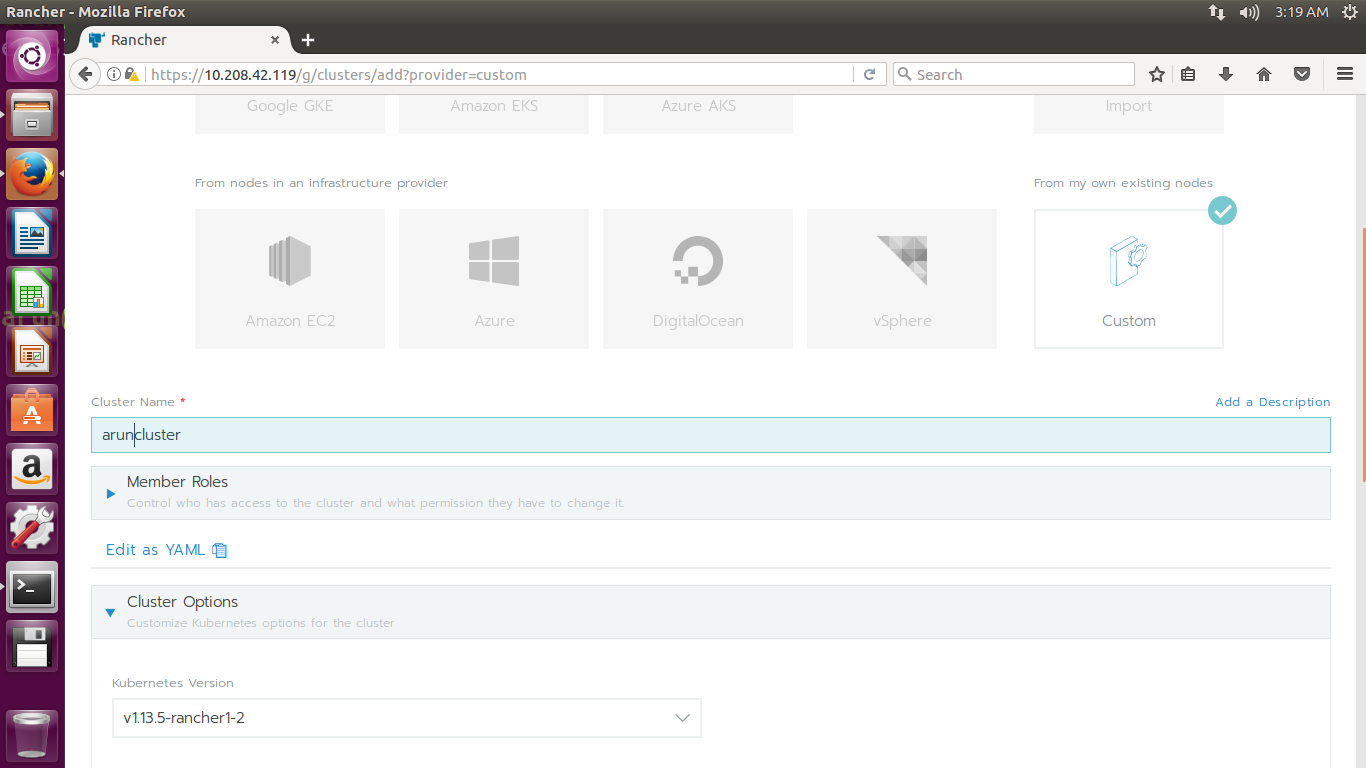 Rancher - Mozilla Firefox
3:19 AM
Rancher
https://10.208.42.119/g/clusters/add?provider=custom
Search
Google GKE
Amazon EKS
Azure AKS
Import
From nodes in an infrastructure provider
From my own existing nodes
Amazon EC2
Azure
DigitalOcean
vSphere
Custom
Cluster Name *
Add a Description
aruncluster
Member Roles
Control who has access to the cluster and what permission they have to change it.
Edit as YAML
Cluster Options
Customize Kubernetes options for the cluster
Kubernetes Version
v1.13.5-rancher1-2